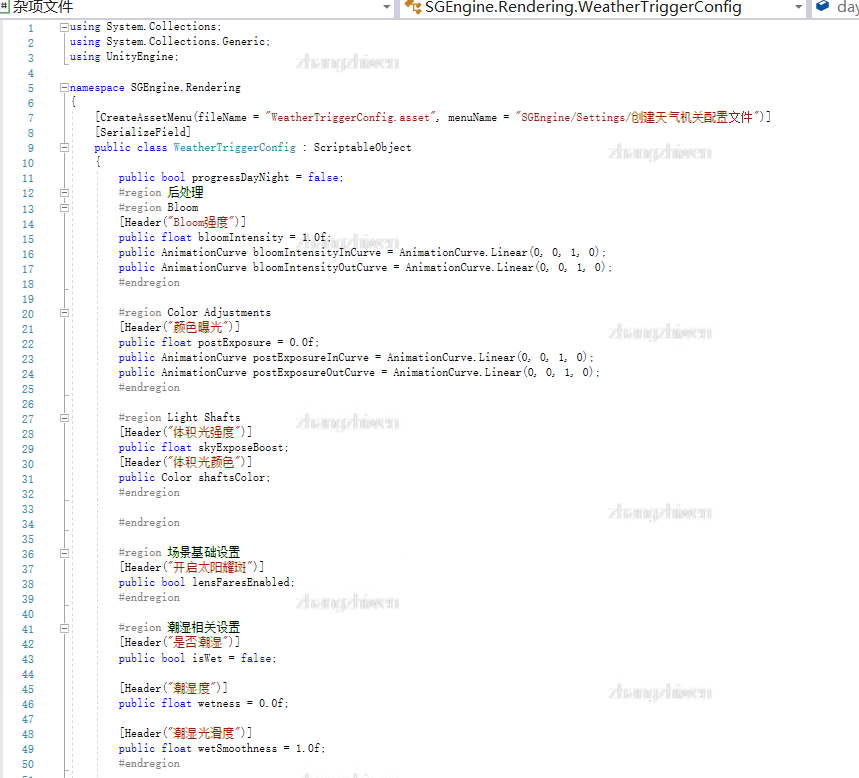 杂项文件
SGEngine.Rendering.WeatherTriggerConfig
day
1 using System.Collections;
2 using System.Collections.Generic;
3 using UnityEngine;
4
5 namespace SGEngine.Rendering
6 {
7 [CreateAssetMenu(fileName = "WeatherTriggerConfig.asset", menuName = "SGEngine/Settings/创建天气机关配置文件")]
8 [SerializeField]
9 public class WeatherTriggerConfig : ScriptableObject
10 {
11 public bool progressDayNight = false;
12 #region 后处理
13 #region Bloom
14 [Header("Bloom强度")]
15 public float bloomIntensity = 1.0f;
16 public AnimationCurve bloomIntensityInCurve = AnimationCurve.Linear(0, 0, 1, 0);
17 public AnimationCurve bloomIntensityOutCurve = AnimationCurve.Linear(0, 0, 1, 0);
18 #endregion
19
20 #region Color Adjustments
21 [Header("颜色曝光")]
22 public float postExposure = 0.0f;
23 public AnimationCurve postExposureInCurve = AnimationCurve.Linear(0, 0, 1, 0);
24 public AnimationCurve postExposureOutCurve = AnimationCurve.Linear(0, 0, 1, 0);
25 #endregion
26
27 #region Light Shafts
28 [Header("体积光强度")]
29 public float skyExposeBoost;
30 [Header("体积光颜色")]
31 public Color shaftsColor;
32 #endregion
33
34 #endregion
35
36 #region 场景基础设置
37 [Header("开启太阳耀斑")]
38 public bool lensFaresEnabled;
39 #endregion
40
41 #region 潮湿相关设置
42 [Header("是否潮湿")]
43 public bool isWet = false;
44
45 [Header("潮湿度")]
46 public float wetness = 0.0f;
47
48 [Header("潮湿光滑度")]
49 public float wetSmoothness = 1.0f;
50 #endregion
zhangzhiwen
zhangzhiwen
zhangzhiwen
zhangzhiwen
zhangzhiwen
zhangzhiwen
zhangzhiwen
zhangzhiwen